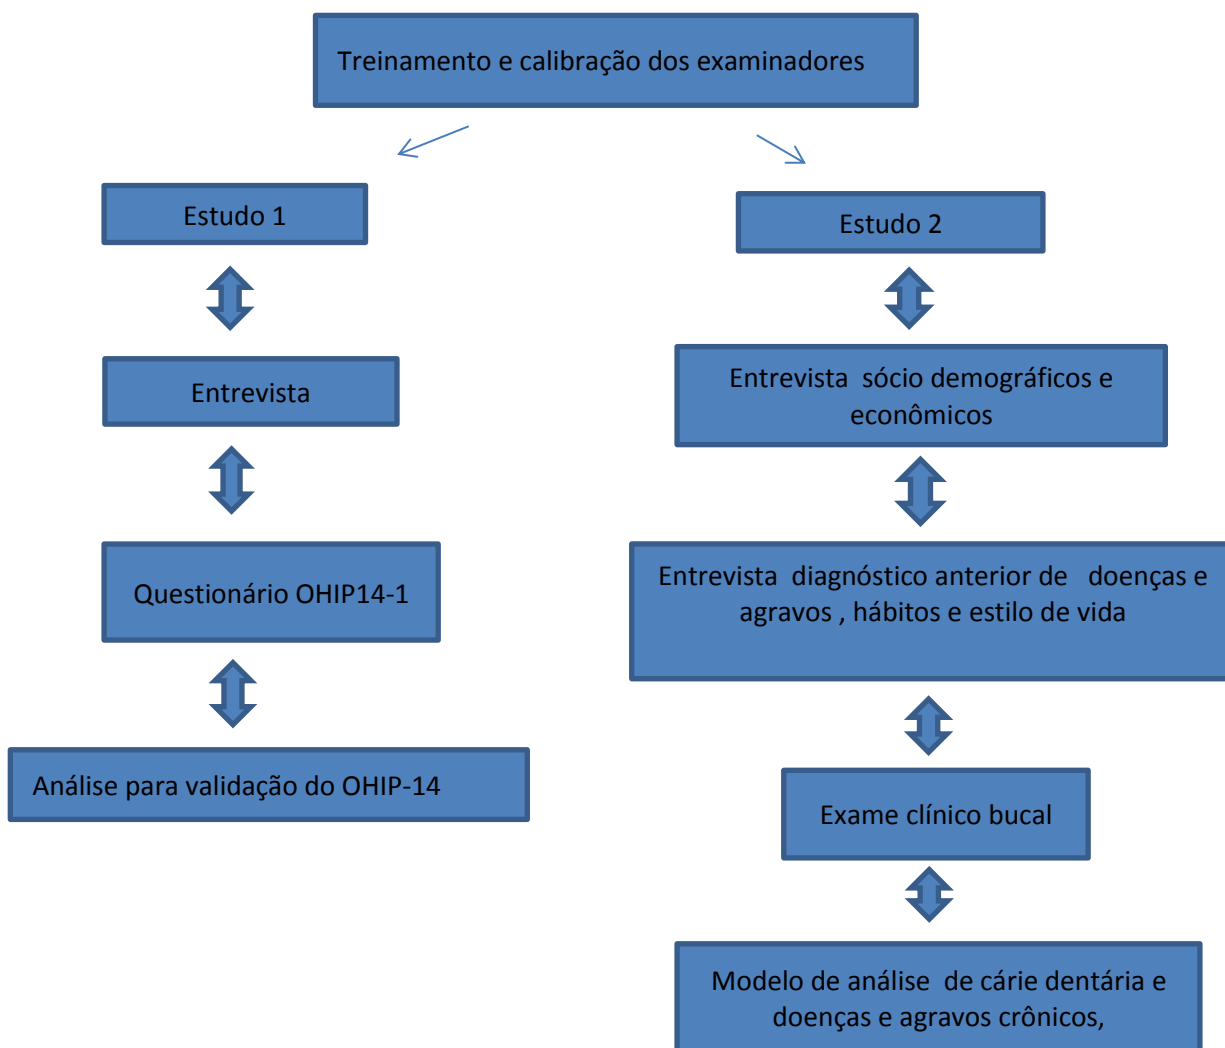 Treinamento e calibração dos examinadores
Estudo 1
Estudo 2
Entrevista
Entrevista  sócio demográficos e
econômicos
Questionário OHIP14-1
Entrevista  diagnóstico anterior de   doenças e
agravos , hábitos e estilo de vida
Análise para validação do OHIP-14
Exame clínico bucal
Modelo de análise  de cárie dentária e
doenças e agravos crônicos,